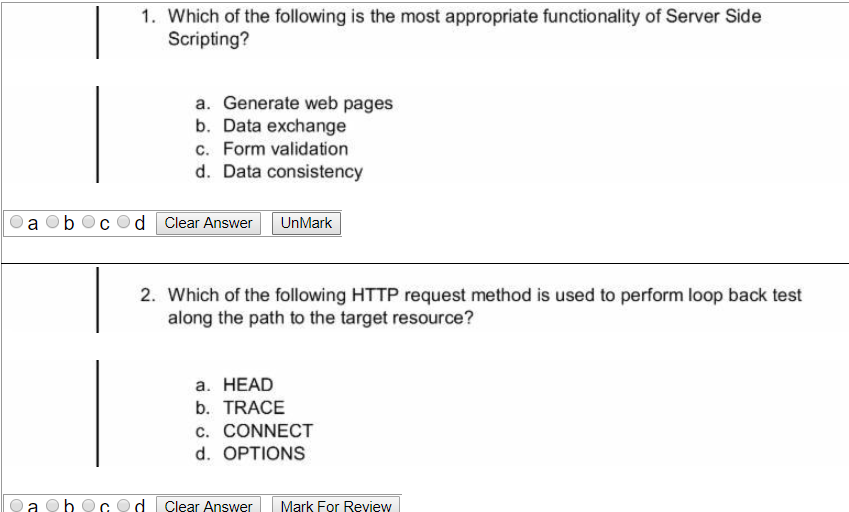 1. Which of the following is the most appropriate functionality of Server Side
Scripting?
a. Generate web pages
b. Data exchange
c. Form validation
d. Data consistency
a b c d Clear Answer UnMark
2. Which of the following HTTP request method is used to perform loop back test
along the path to the target resource?
a. HEAD
b. TRACE
c. CONNECT
d. OPTIONS
a b c d Clear Answer Mark For Review